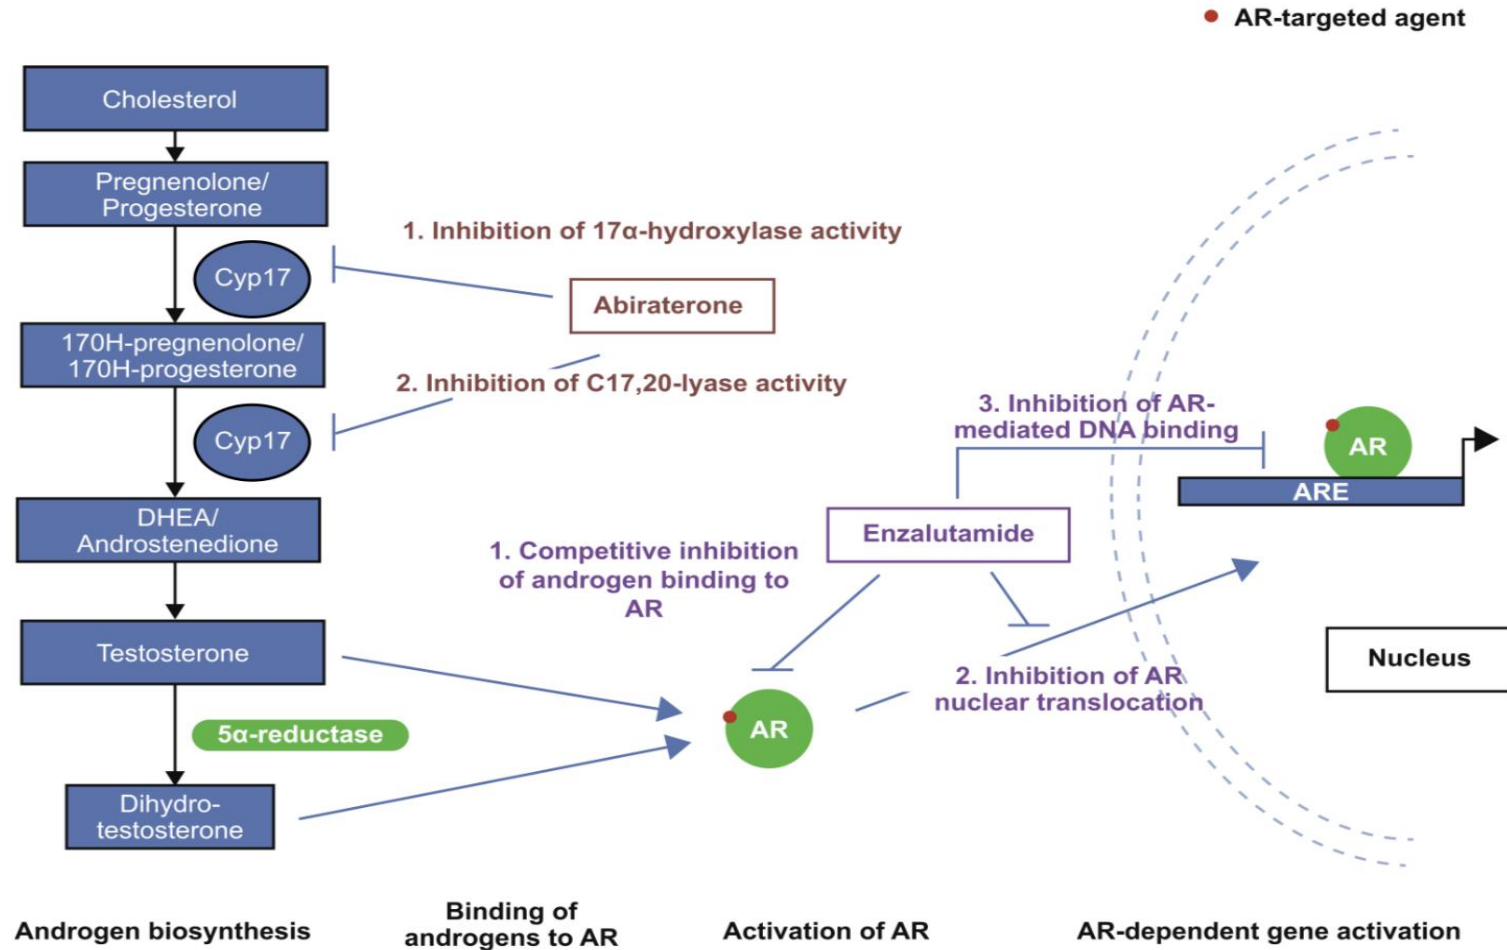 AR-targeted agent
Cholesterol
Pregnenolone/
Progesterone
1. Inhibition of 17α-hydroxylase activity
Cyp17
Abiraterone
170H-pregnenolone/
170H-progesterone
2. Inhibition of C17,20-lyase activity
Cyp17
3. Inhibition of AR-
mediated DNA binding
AR
ARE
DHEA/
Androstenedione
Enzalutamide
1. Competitive inhibition
of androgen binding to
AR
Testosterone
Nucleus
2. Inhibition of AR
nuclear translocation
5α-reductase
AR
Dihydro-
testosterone
Androgen biosynthesis
Binding of
androgens to AR
Activation of AR
AR-dependent gene activation